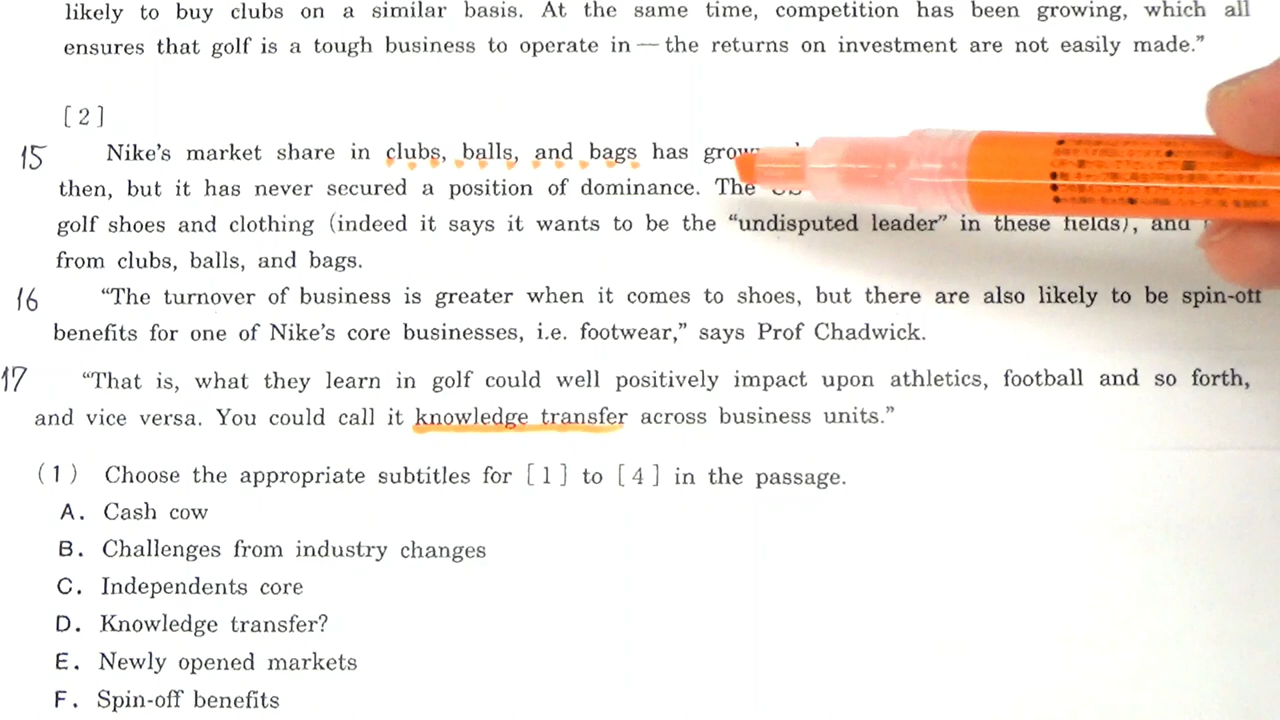 likely to buy clubs on a similar basis. At the same time, competition has been growing, which all
ensures that golf is a tough business to operate in — the returns on investment are not easily made.”
[2]
15 Nike’s market share in clubs, balls, and bags has
then, but it has never secured a position of dominance. The
golf shoes and clothing (indeed it says it wants to be the “undisputed leader” in these fields), and
from clubs, balls, and bags.
16 “The turnover of business is greater when it comes to shoes, but there are also likely to be spin-off
benefits for one of Nike’s core businesses, i.e. footwear,” says Prof Chadwick.
17 “That is, what they learn in golf could well positively impact upon athletics, football and so forth,
and vice versa. You could call it knowledge transfer across business units.”
(1) Choose the appropriate subtitles for [1] to [4] in the passage.
A. Cash cow
B. Challenges from industry changes
C. Independents core
D. Knowledge transfer?
E. Newly opened markets
F. Spin-off benefits